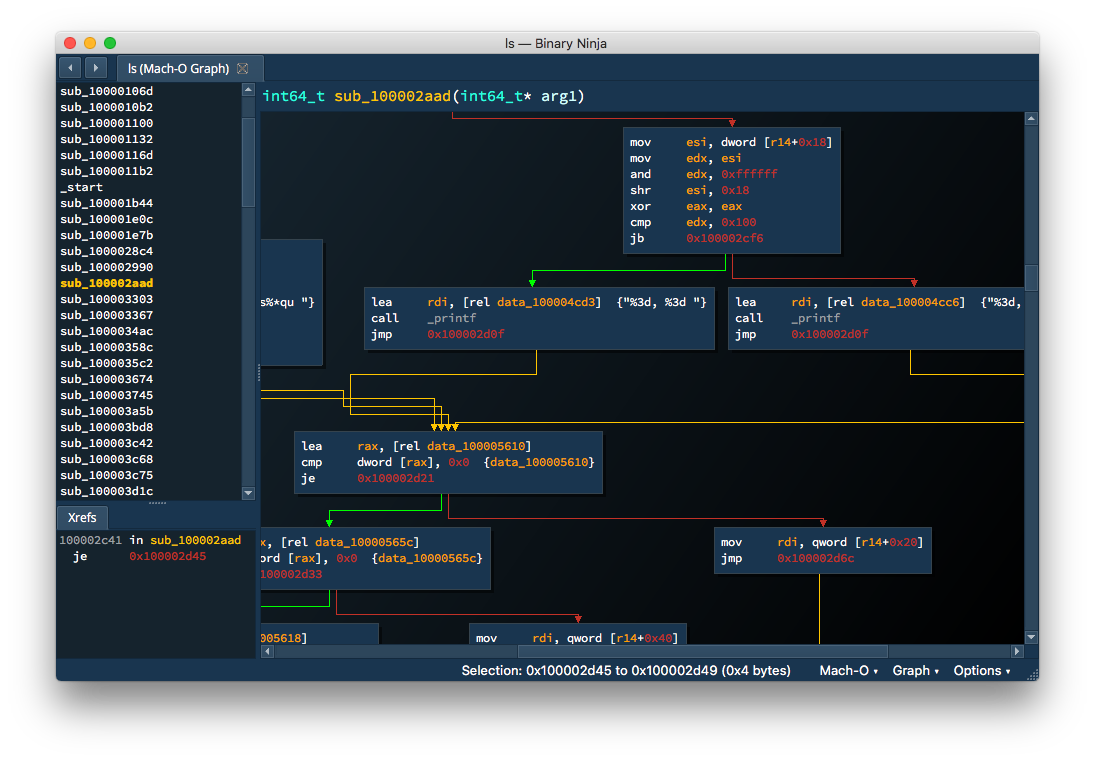 ls — Binary Ninja
ls (Mach-O Graph)
sub_10000106d
sub_1000010b2
sub_100001100
sub_100001132
sub_10000116d
sub_1000011b2
_start
sub_100001b44
sub_100001e0c
sub_100001e7b
sub_1000028c4
sub_100002990
sub_100002aad
sub_100003303
sub_100003367
sub_1000034ac
sub_10000358c
sub_1000035c2
sub_100003674
sub_100003745
sub_100003a5b
sub_100003bd8
sub_100003c42
sub_100003c68
sub_100003c75
sub_100003d1c
Xrefs
100002c41 in sub_100002aad
je 0x100002d45
int64_t sub_100002aad(int64_t* arg1)
mov esi, dword [r14+0x18]
mov edx, esi
and edx, 0xffffff
shr esi, 0x18
xor eax, eax
cmp edx, 0x100
jb 0x100002cf6
s%*qu "}
lea rdi, [rel data_100004cd3] {"%3d, %3d "}
call _printf
jmp 0x100002d0f
lea rdi, [rel data_100004cc6] {"%3d,
call _printf
jmp 0x100002d0f
lea rax, [rel data_100005610]
cmp dword [rax], 0x0 {data_100005610}
je 0x100002d21
x, [rel data_10000565c]
ord [rax], 0x0 {data_10000565c}
100002d33
mov rdi, qword [r14+0x20]
jmp 0x100002d6c
005618]
mov rdi, qword [r14+0x40]
Selection: 0x100002d45 to 0x100002d49 (0x4 bytes)
Mach-O
Graph
Options